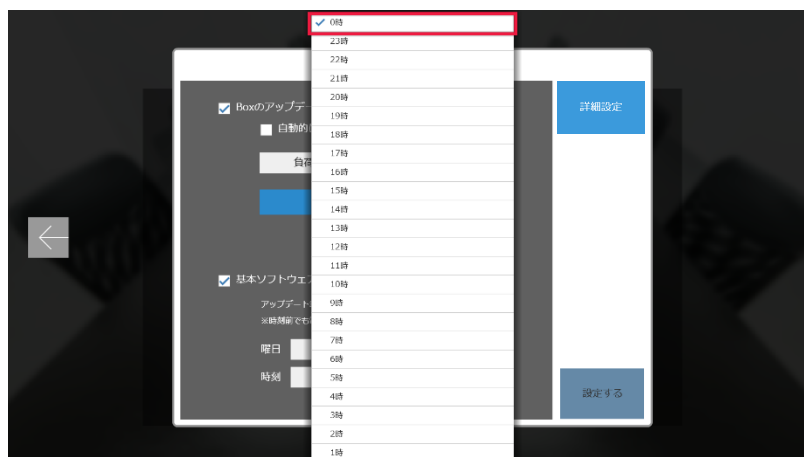 0時
23時
22時
21時
20時
19時
18時
17時
16時
15時
14時
13時
12時
11時
10時
9時
8時
7時
6時
5時
4時
3時
2時
1時
Boxのアップデー
自動的
負荷
基本ソフトウェ
アップデート
※時刻前でも
曜日
時刻
詳細設定
設定する